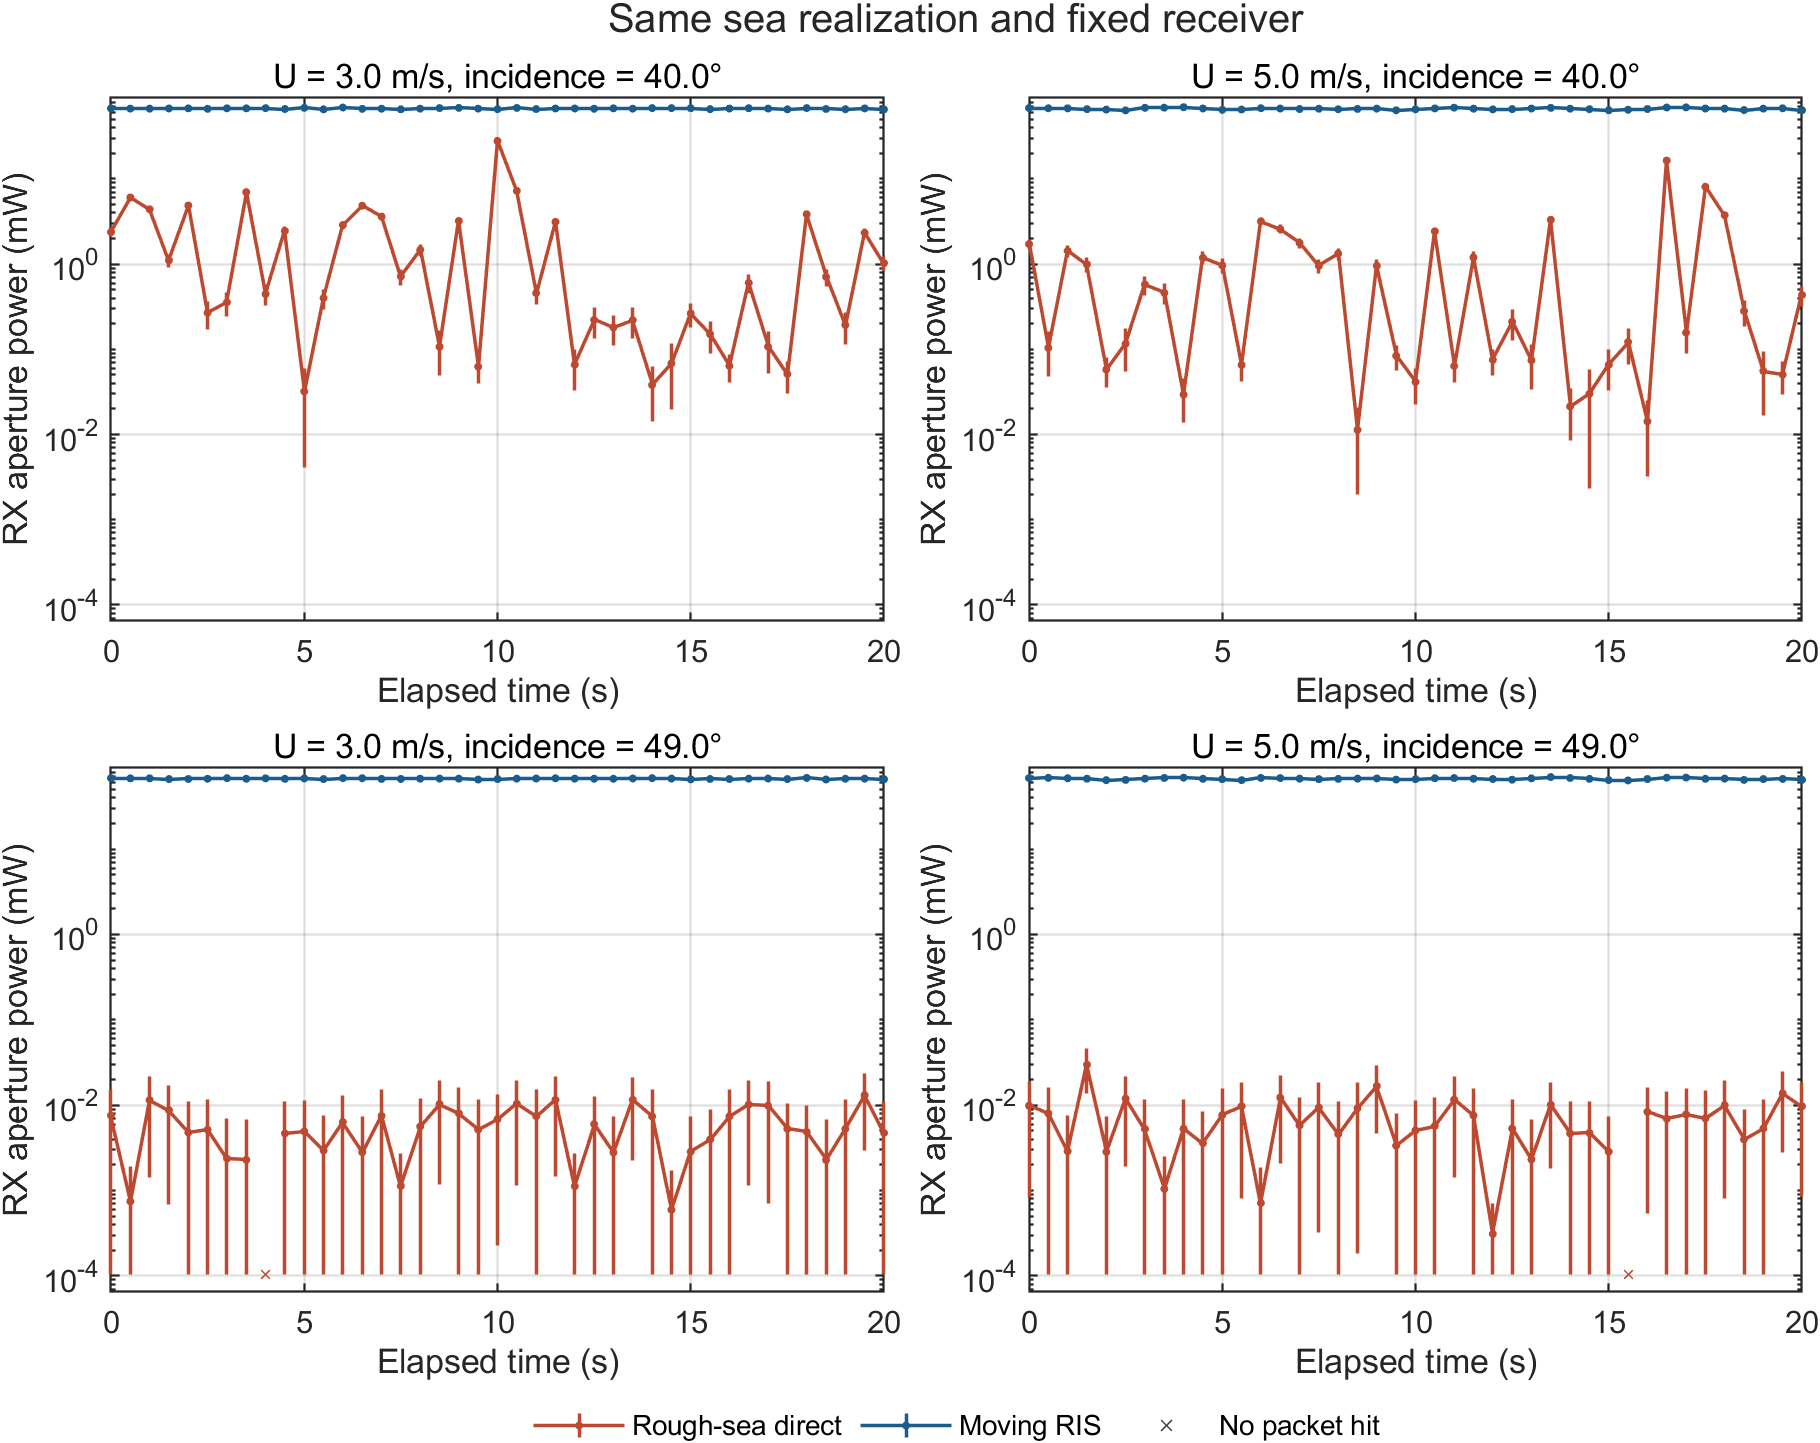 Same sea realization and fixed receiver
U = 3.0 m/s, incidence = 40.0°
RX aperture power (mW)
10^0
10^-2
10^-4
0 5 10 15 20
Elapsed time (s)
U = 5.0 m/s, incidence = 40.0°
RX aperture power (mW)
10^0
10^-2
10^-4
0 5 10 15 20
Elapsed time (s)
U = 3.0 m/s, incidence = 49.0°
RX aperture power (mW)
10^0
10^-2
10^-4
0 5 10 15 20
Elapsed time (s)
U = 5.0 m/s, incidence = 49.0°
RX aperture power (mW)
10^0
10^-2
10^-4
0 5 10 15 20
Elapsed time (s)
Rough-sea direct Moving RIS No packet hit